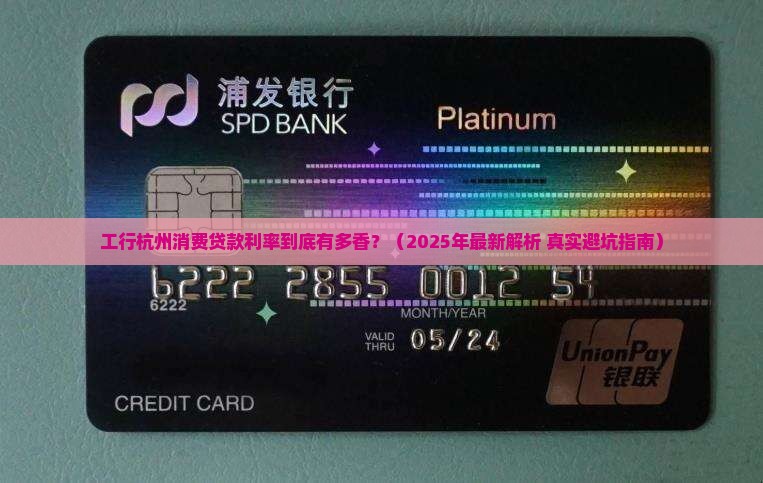 浦发银行
SPD BANK
Platinum
工行杭州消费贷款利率到底有多香？（2025年最新解析 真实避坑指南）
6222 2855 0012 54
6222
MONTH/YEAR
VALID THRU 05/24
UnionPay
银联
CREDIT CARD